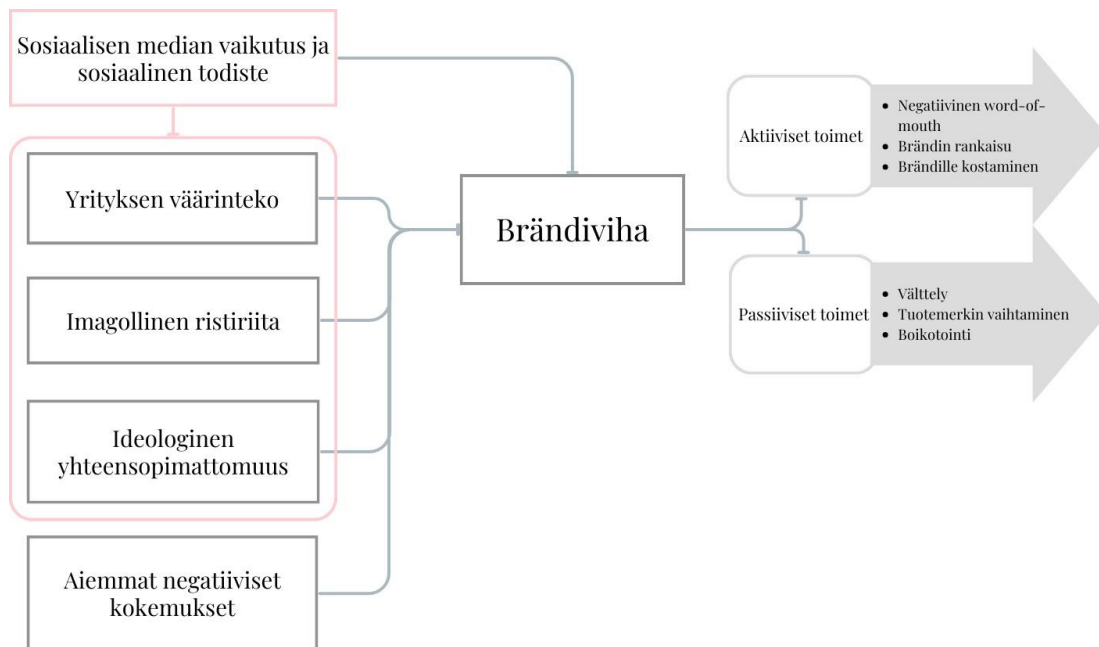 Sosiaalisen median vaikutus ja
sosiaalinen todiste
Yrityksen väärinteko
Imagollinen ristiriita
Ideologinen
yhteensopimattomuus
Aiemmat negatiiviset
kokemukset
Brändiviha
Aktiiviset toimet
• Negatiivinen word-of-
mouth
• Brändin rankaisu
• Brändille kostaminen
Passiiviset toimet
• Välttely
• Tuotemerkin vaihtaminen
• Boikotointi